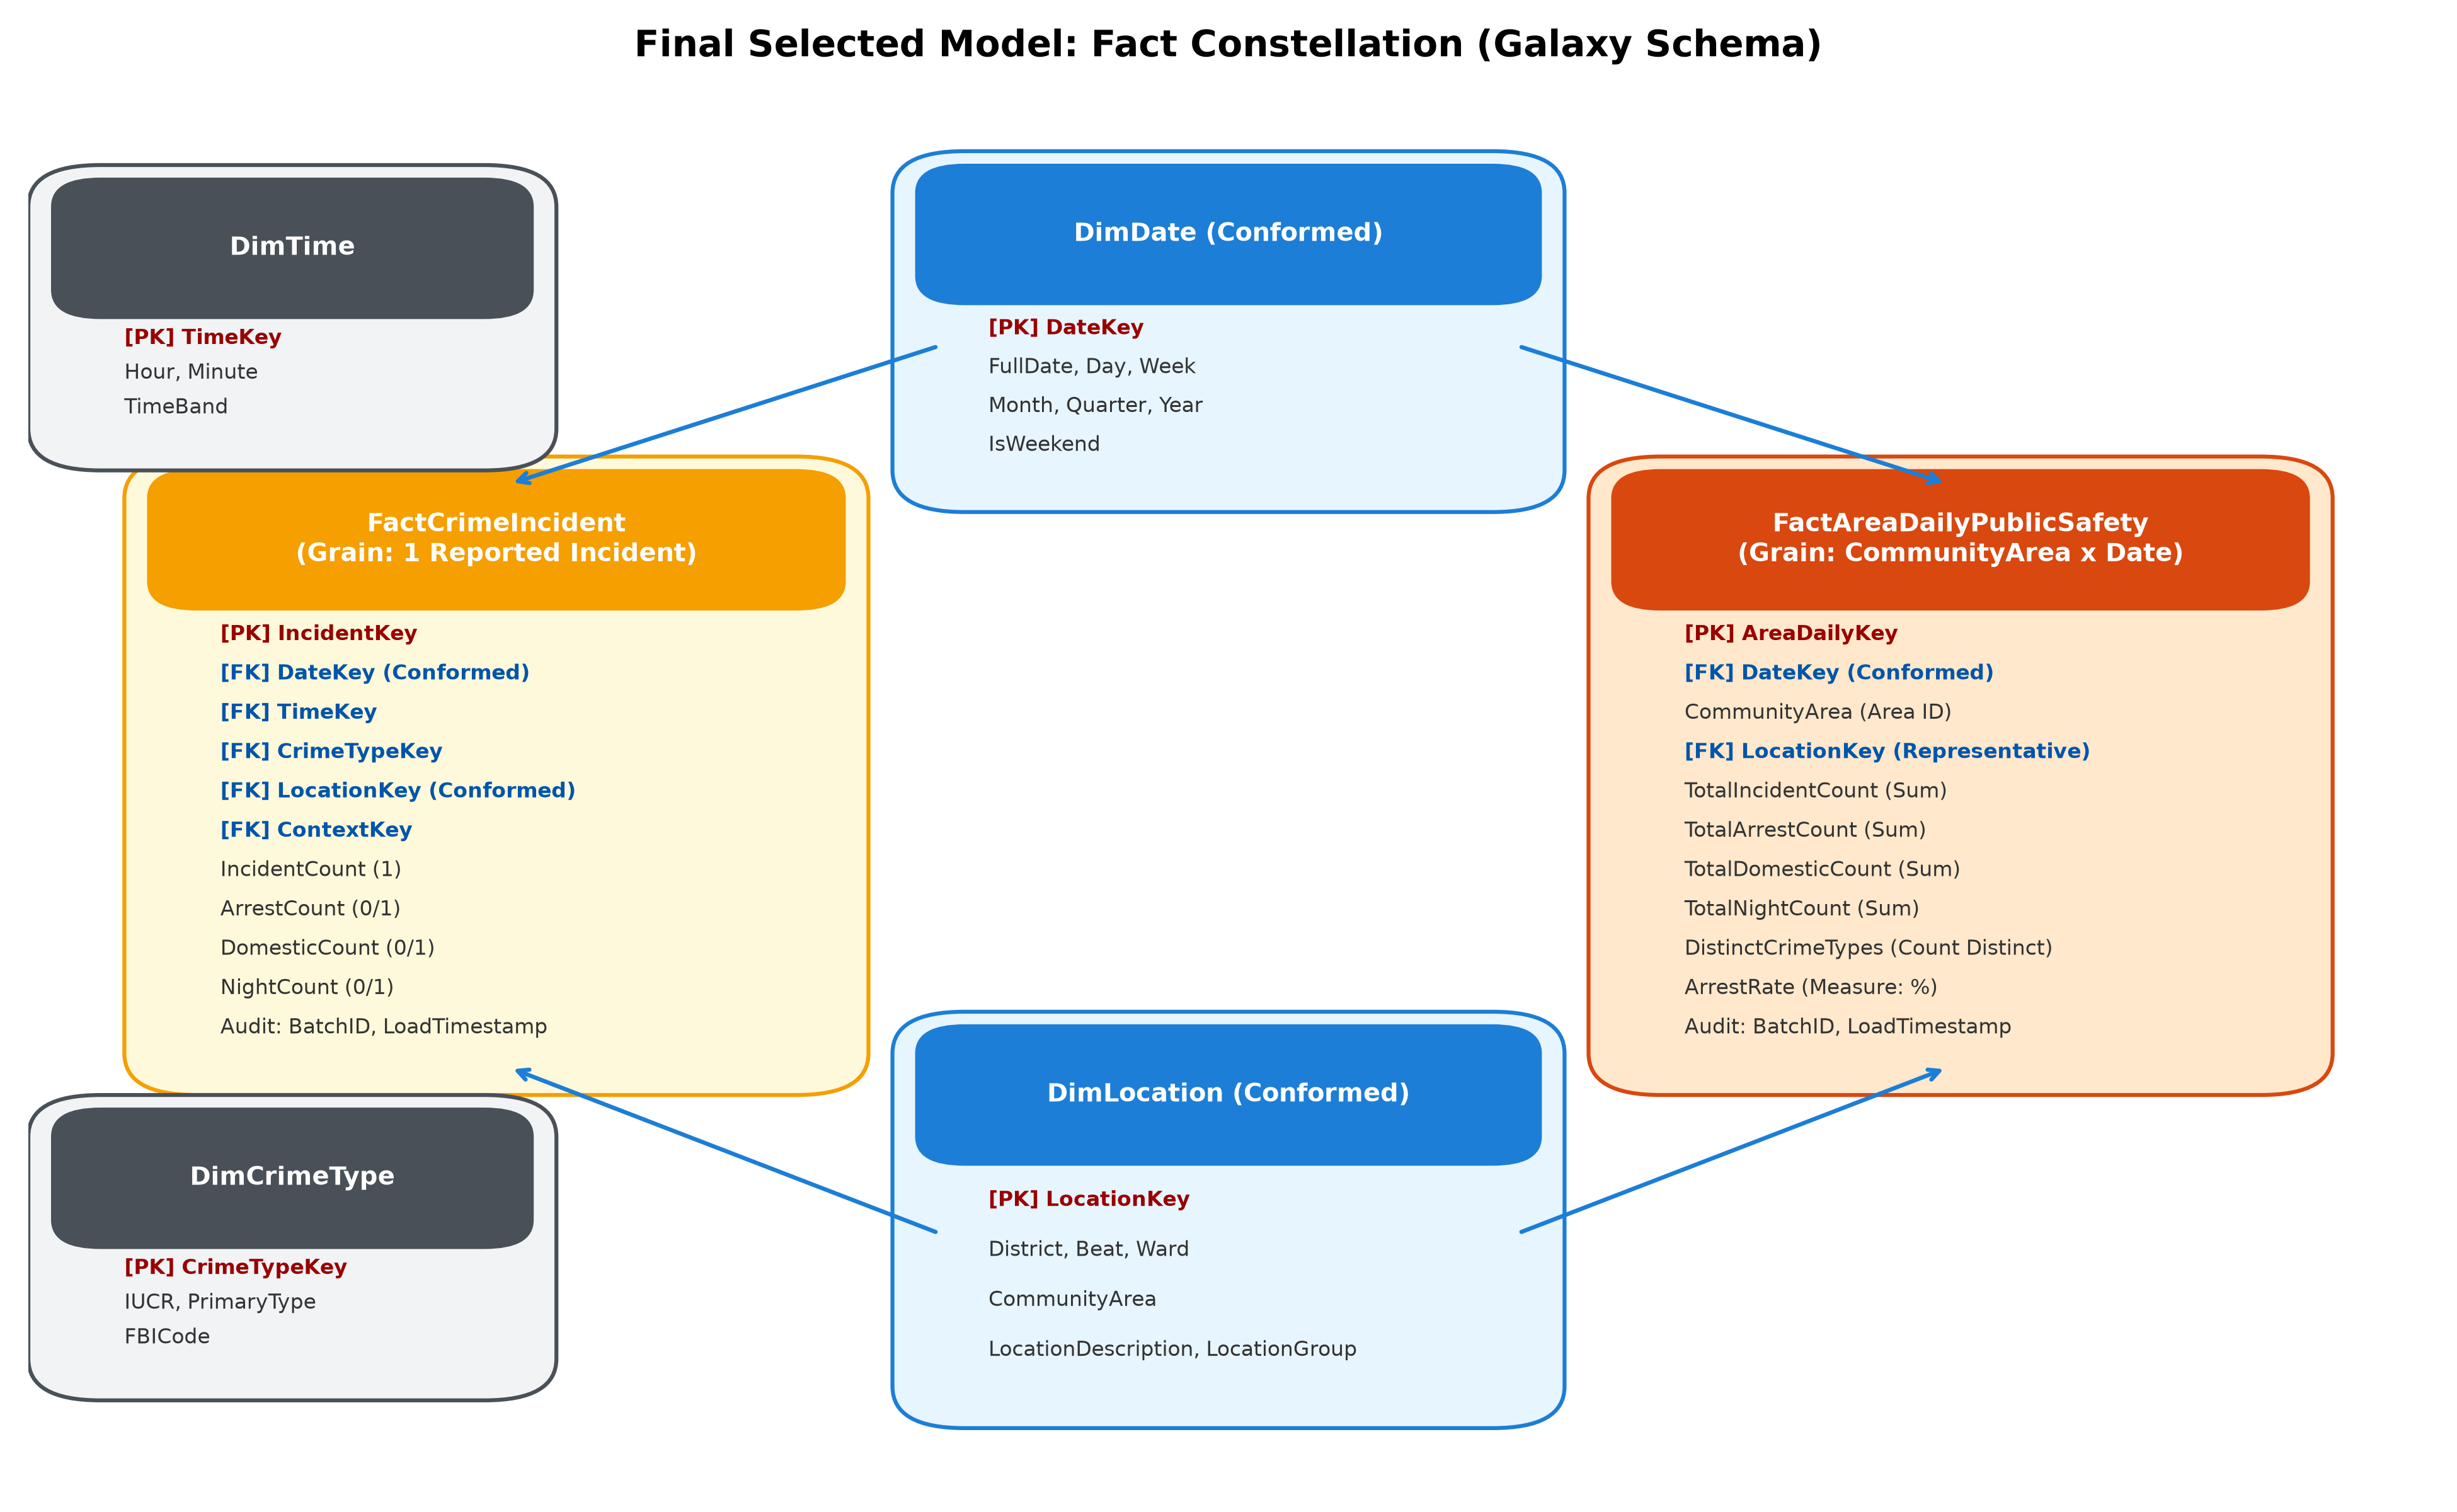 Final Selected Model: Fact Constellation (Galaxy Schema)
DimTime
[PK] TimeKey
Hour, Minute
TimeBand
DimDate (Conformed)
[PK] DateKey
FullDate, Day, Week
Month, Quarter, Year
IsWeekend
FactCrimeIncident
(Grain: 1 Reported Incident)
[PK] IncidentKey
[FK] DateKey (Conformed)
[FK] TimeKey
[FK] CrimeTypeKey
[FK] LocationKey (Conformed)
[FK] ContextKey
IncidentCount (1)
ArrestCount (0/1)
DomesticCount (0/1)
NightCount (0/1)
Audit: BatchID, LoadTimestamp
FactAreaDailyPublicSafety
(Grain: CommunityArea x Date)
[PK] AreaDailyKey
[FK] DateKey (Conformed)
CommunityArea (Area ID)
[FK] LocationKey (Representative)
TotalIncidentCount (Sum)
TotalArrestCount (Sum)
TotalDomesticCount (Sum)
TotalNightCount (Sum)
DistinctCrimeTypes (Count Distinct)
ArrestRate (Measure: %)
Audit: BatchID, LoadTimestamp
DimCrimeType
[PK] CrimeTypeKey
IUCR, PrimaryType
FBICode
DimLocation (Conformed)
[PK] LocationKey
District, Beat, Ward
CommunityArea
LocationDescription, LocationGroup